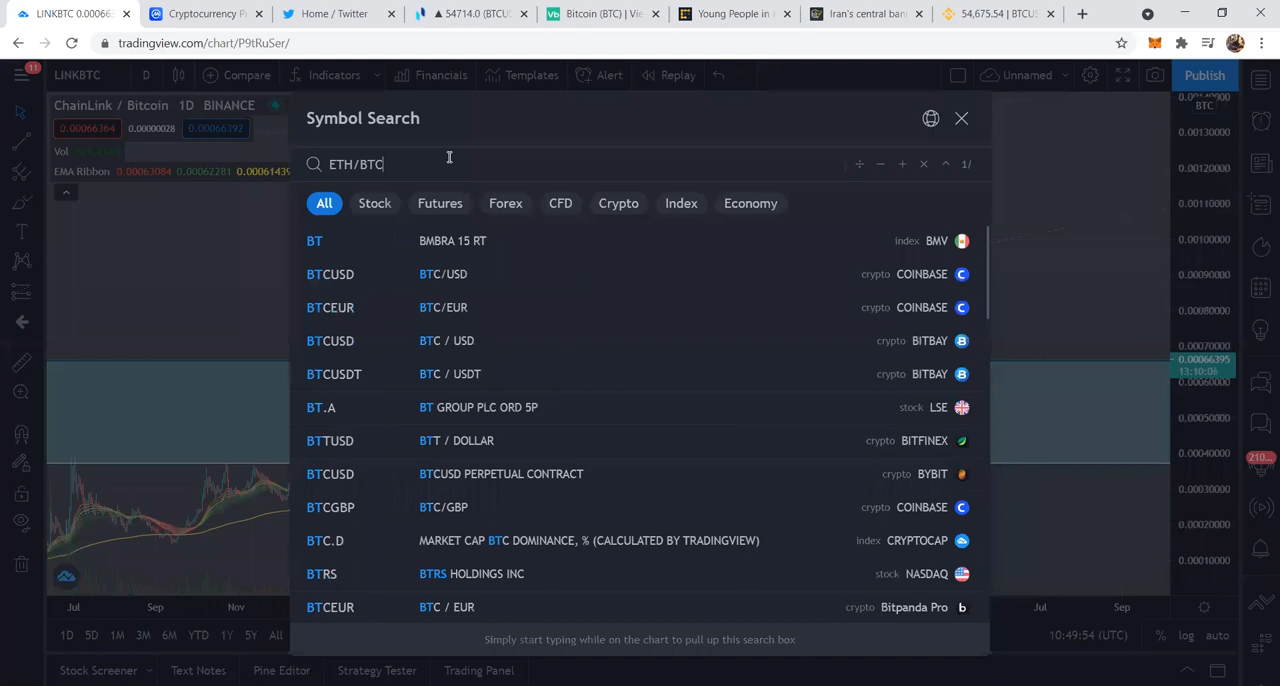 LINKBTC 0.00066
Cryptocurrency P
Home / Twitter
▲ 54714.0 (BTCU
Bitcoin (BTC) | Vie
Young People in
Iran's central ban
54,675.54 | BTCUS
tradingview.com/chart/P9tRuSer/
11
LINKBTC
D
Compare
Indicators
Financials
Templates
Alert
Replay
Unnamed
Publish
ChainLink / Bitcoin 1D BINANCE
0.00066364
0.00000028
0.00066392
Vol
EMA Ribbon 0.00063084 0.00062281 0.00061439
Symbol Search
ETH/BTC
÷ − + × ^ 1/
All
Stock
Futures
Forex
CFD
Crypto
Index
Economy
BT BMBRA 15 RT index BMV
BTCUSD BTC/USD crypto COINBASE
BTCEUR BTC/EUR crypto COINBASE
BTCUSD BTC / USD crypto BITBAY
BTCUSDT BTC / USDT crypto BITBAY
BT.A BT GROUP PLC ORD 5P stock LSE
BTTUSD BTT / DOLLAR crypto BITFINEX
BTCUSD BTCUSD PERPETUAL CONTRACT crypto BYBIT
BTCGBP BTC/GBP crypto COINBASE
BTC.D MARKET CAP BTC DOMINANCE, % (CALCULATED BY TRADINGVIEW) index CRYPTOCAP
BTRS BTRS HOLDINGS INC stock NASDAQ
BTCEUR BTC / EUR crypto Bitpanda Pro
Simply start typing while on the chart to pull up this search box
BTC
0.00130000
0.00120000
0.00110000
0.00100000
0.00090000
0.00080000
0.00070000
0.00066395
13:10:06
0.00060000
0.00050000
0.00040000
0.00030000
0.00020000
0.00010000
210...
Jul
Sep
Nov
Jul
Sep
1D
5D
1M
3M
6M
YTD
1Y
5Y
All
10:49:54 (UTC)
%
log
auto
Stock Screener
Text Notes
Pine Editor
Strategy Tester
Trading Panel